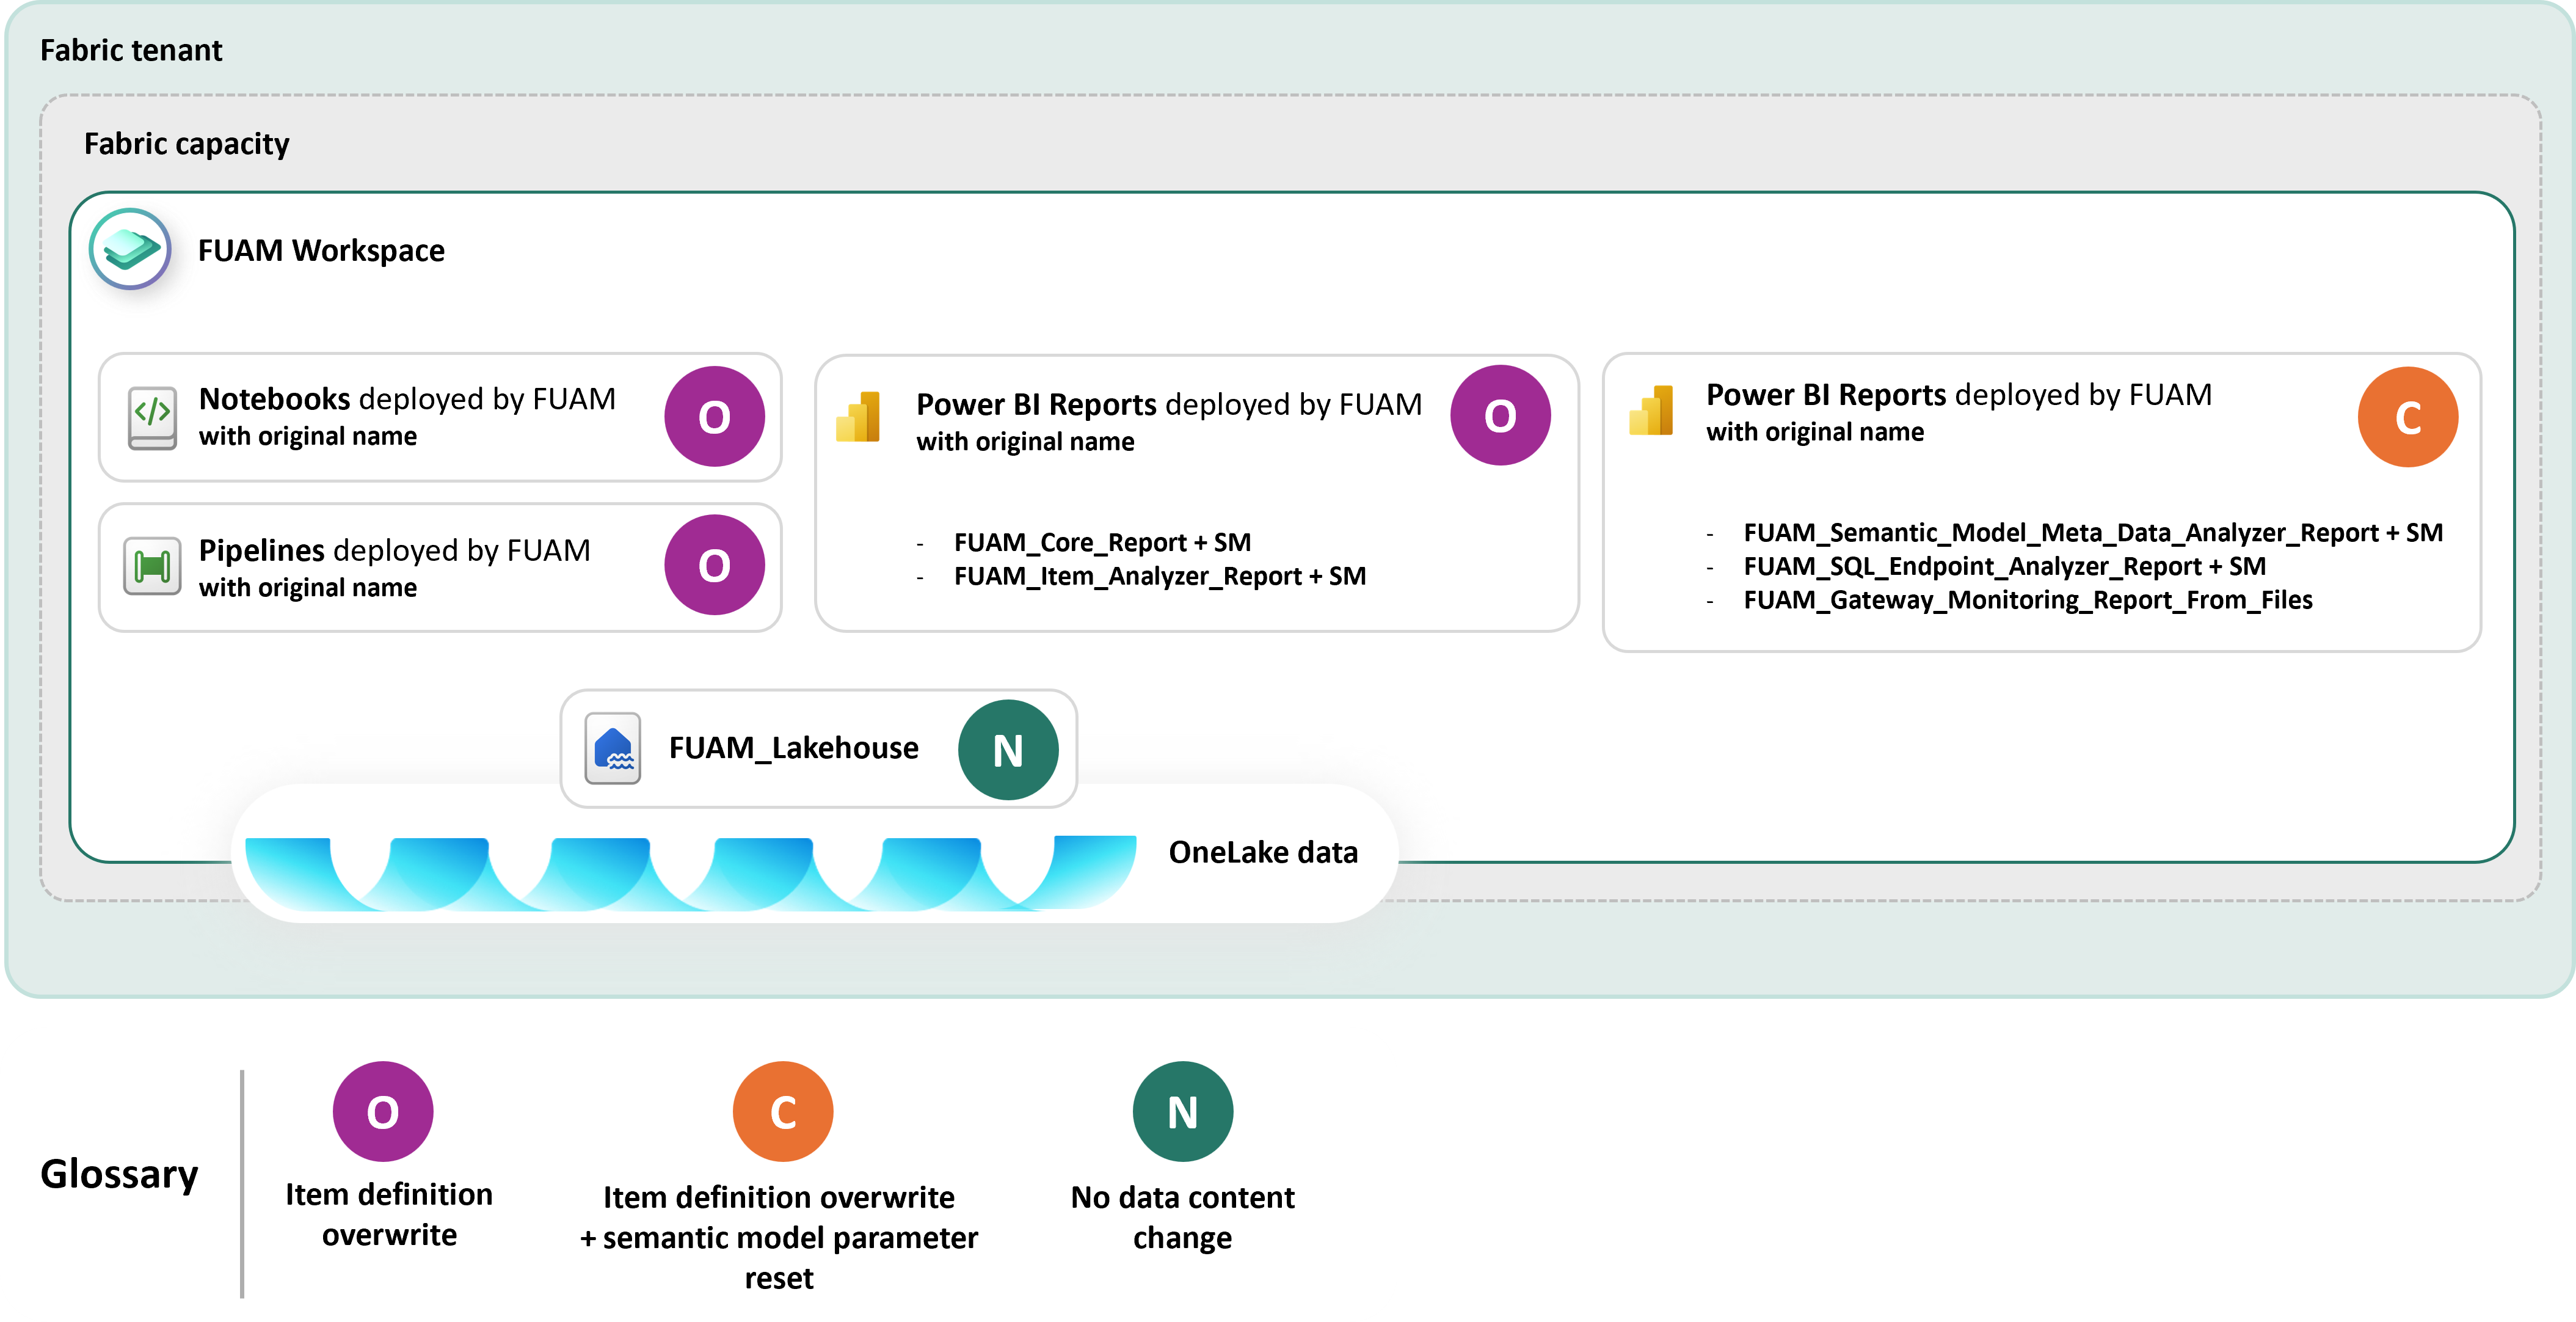 Fabric tenant
Fabric capacity
FUAM Workspace
Notebooks deployed by FUAM
with original name
O
Pipelines deployed by FUAM
with original name
O
Power BI Reports deployed by FUAM
with original name
O
- FUAM_Core_Report + SM
- FUAM_Item_Analyzer_Report + SM
Power BI Reports deployed by FUAM
with original name
C
- FUAM_Semantic_Model_Meta_Data_Analyzer_Report + SM
- FUAM_SQL_Endpoint_Analyzer_Report + SM
- FUAM_Gateway_Monitoring_Report_From_Files
FUAM_Lakehouse
N
OneLake data
Glossary
O
Item definition
overwrite
C
Item definition overwrite
+ semantic model parameter
reset
N
No data content
change